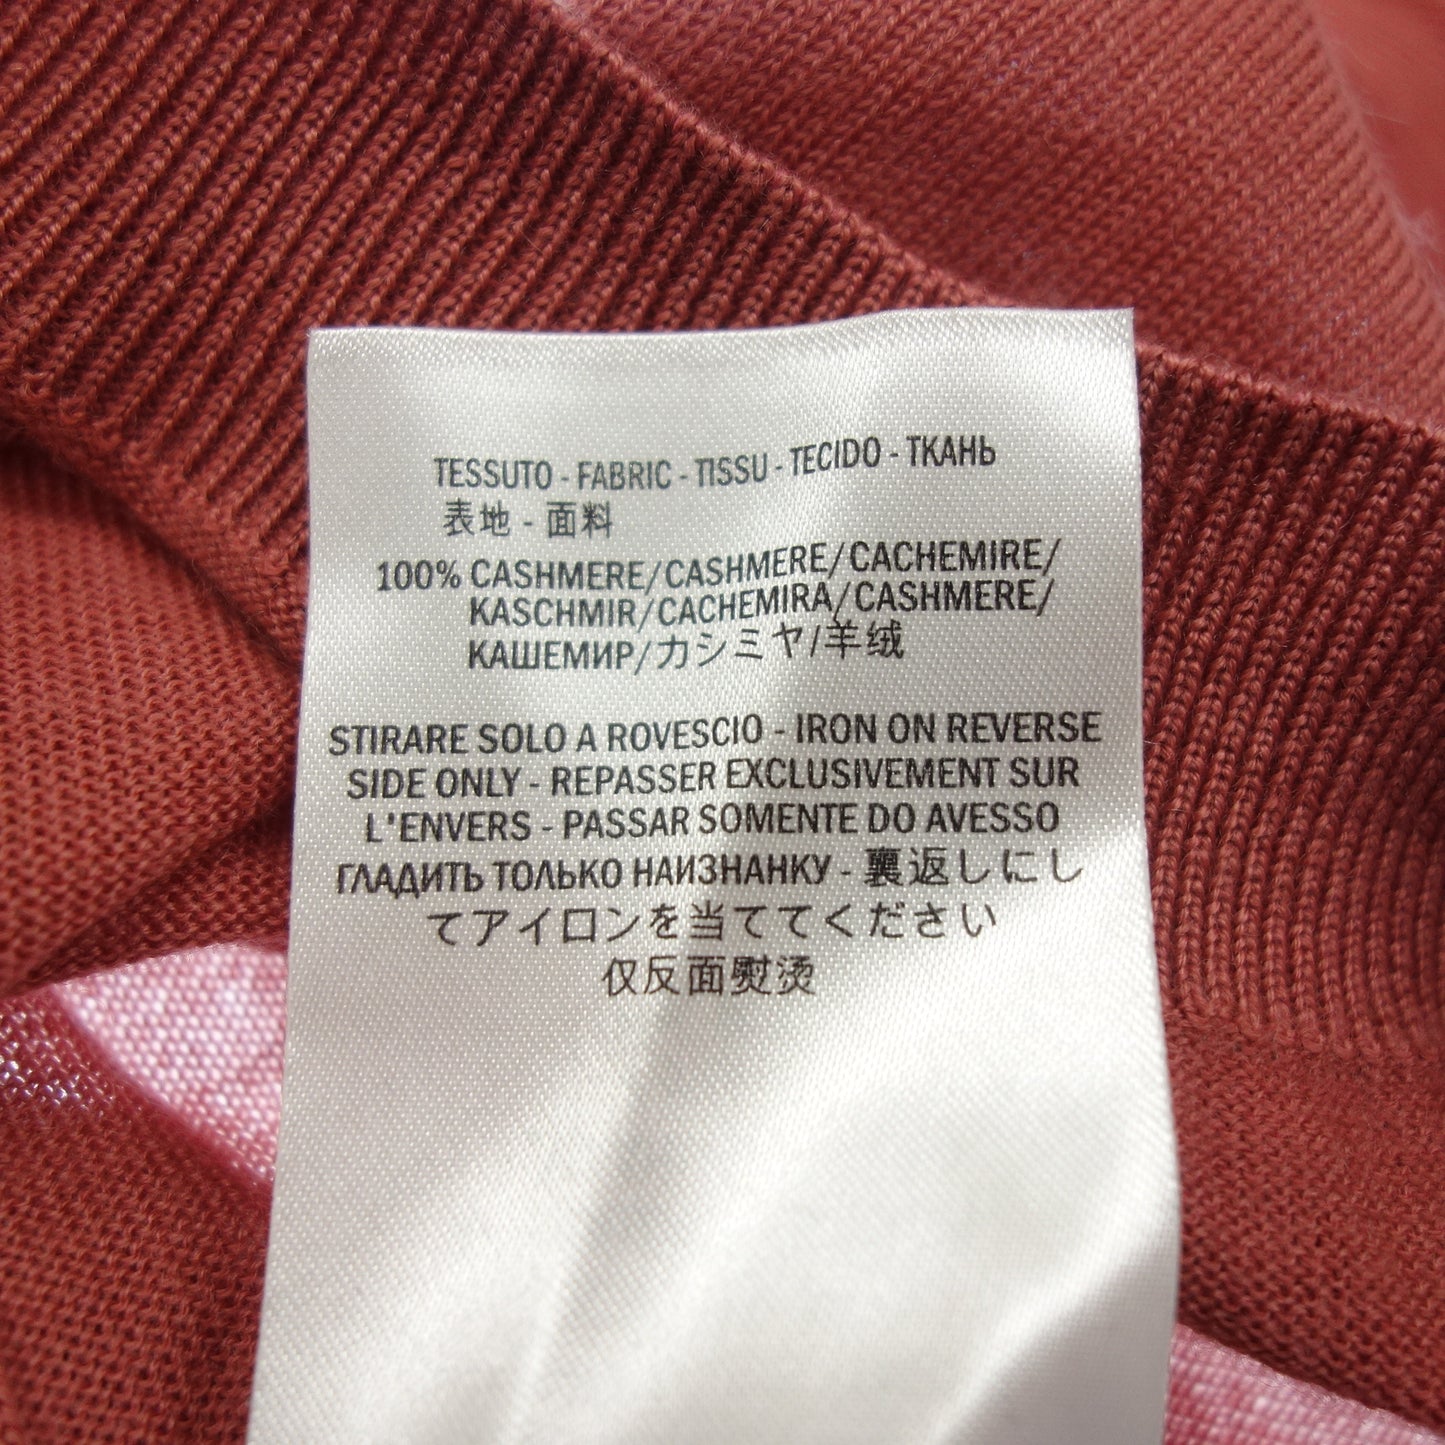 TESSUTO - FABRIC - TISSU - TECIDO - ТКАНЬ
表地 - 面料
100% CASHMERE/CASHMERE/CACHEMIRE/
KASCHMIR/CACHEMIRA/CASHMERE/
КАШЕМИР/カシミヤ/羊绒
STIRARE SOLO A ROVESCIO - IRON ON REVERSE
SIDE ONLY - REPASSER EXCLUSIVEMENT SUR
L'ENVERS - PASSAR SOMENTE DO AVESSO
ГЛАДИТЬ ТОЛЬКО НАИЗНАНКУ - 裏返しにし
てアイロンを当ててください
仅反面熨烫